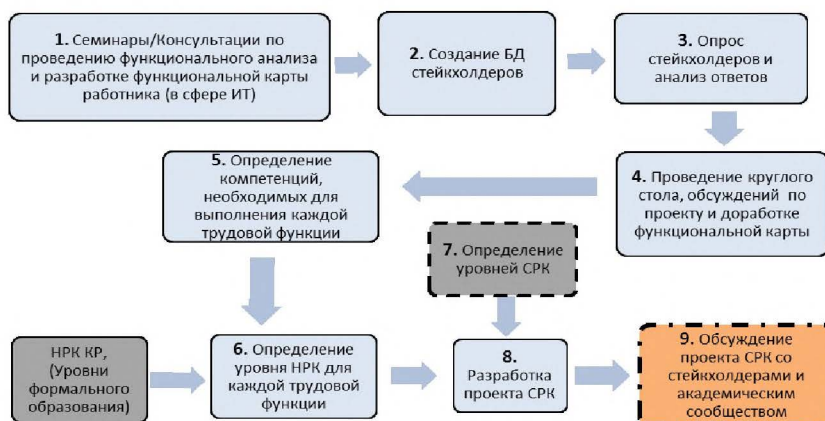 1. Семинары/Консультации по
проведению функционального анализа
и разработке функциональной карты
работника (в сфере ИТ)
2. Создание БД
стейкхолдеров
3. Опрос
стейкхолдеров и
анализ ответов
4. Проведение круглого
стола, обсуждений по
проекту и доработке
функциональной карты
5. Определение
компетенций,
необходимых для
выполнения каждой
трудовой функции
7. Определение
уровней СРК
НРК КР,
(Уровни
формального
образования)
6. Определение
уровня НРК для
каждой трудовой
функции
8.
Разработка
проекта СРК
9. Обсуждение
проекта СРК со
стейкхолдерами и
академическим
сообществом